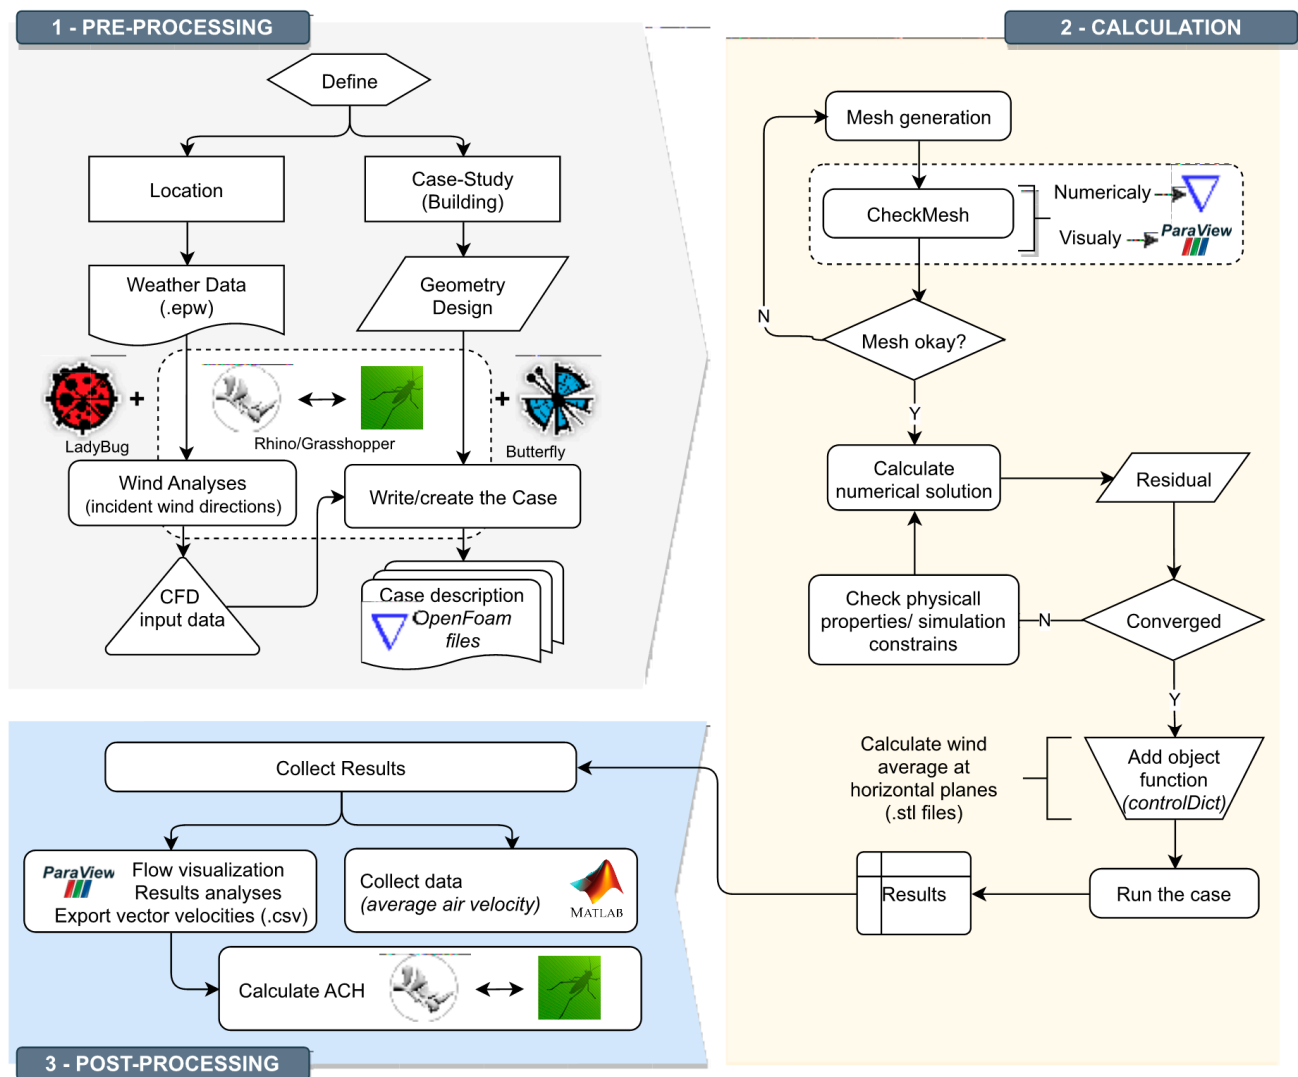 1 - PRE-PROCESSING
Define
Location
Case-Study
(Building)
Weather Data
(.epw)
Geometry
Design
LadyBug
+
Rhino/Grasshopper
+
Butterfly
Wind Analyses
(incident wind directions)
Write/create the Case
CFD
input data
Case description
OpenFoam
files
2 - CALCULATION
Mesh generation
CheckMesh
Numericaly
Visualy
ParaView
N
Mesh okay?
Y
Calculate
numerical solution
Residual
Check physicall
properties/ simulation
constrains
N
Converged
Y
Calculate wind
average at
horizontal planes
(.stl files)
Add object
function
(controlDict)
Results
Run the case
Collect Results
ParaView
Flow visualization
Results analyses
Export vector velocities (.csv)
Collect data
(average air velocity)
MATLAB
Calculate ACH
3 - POST-PROCESSING